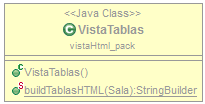 <<Java Class>>
VistaTablas
vistaHtml_pack
VistaTablas()
buildTablasHTML(Sala):StringBuilder